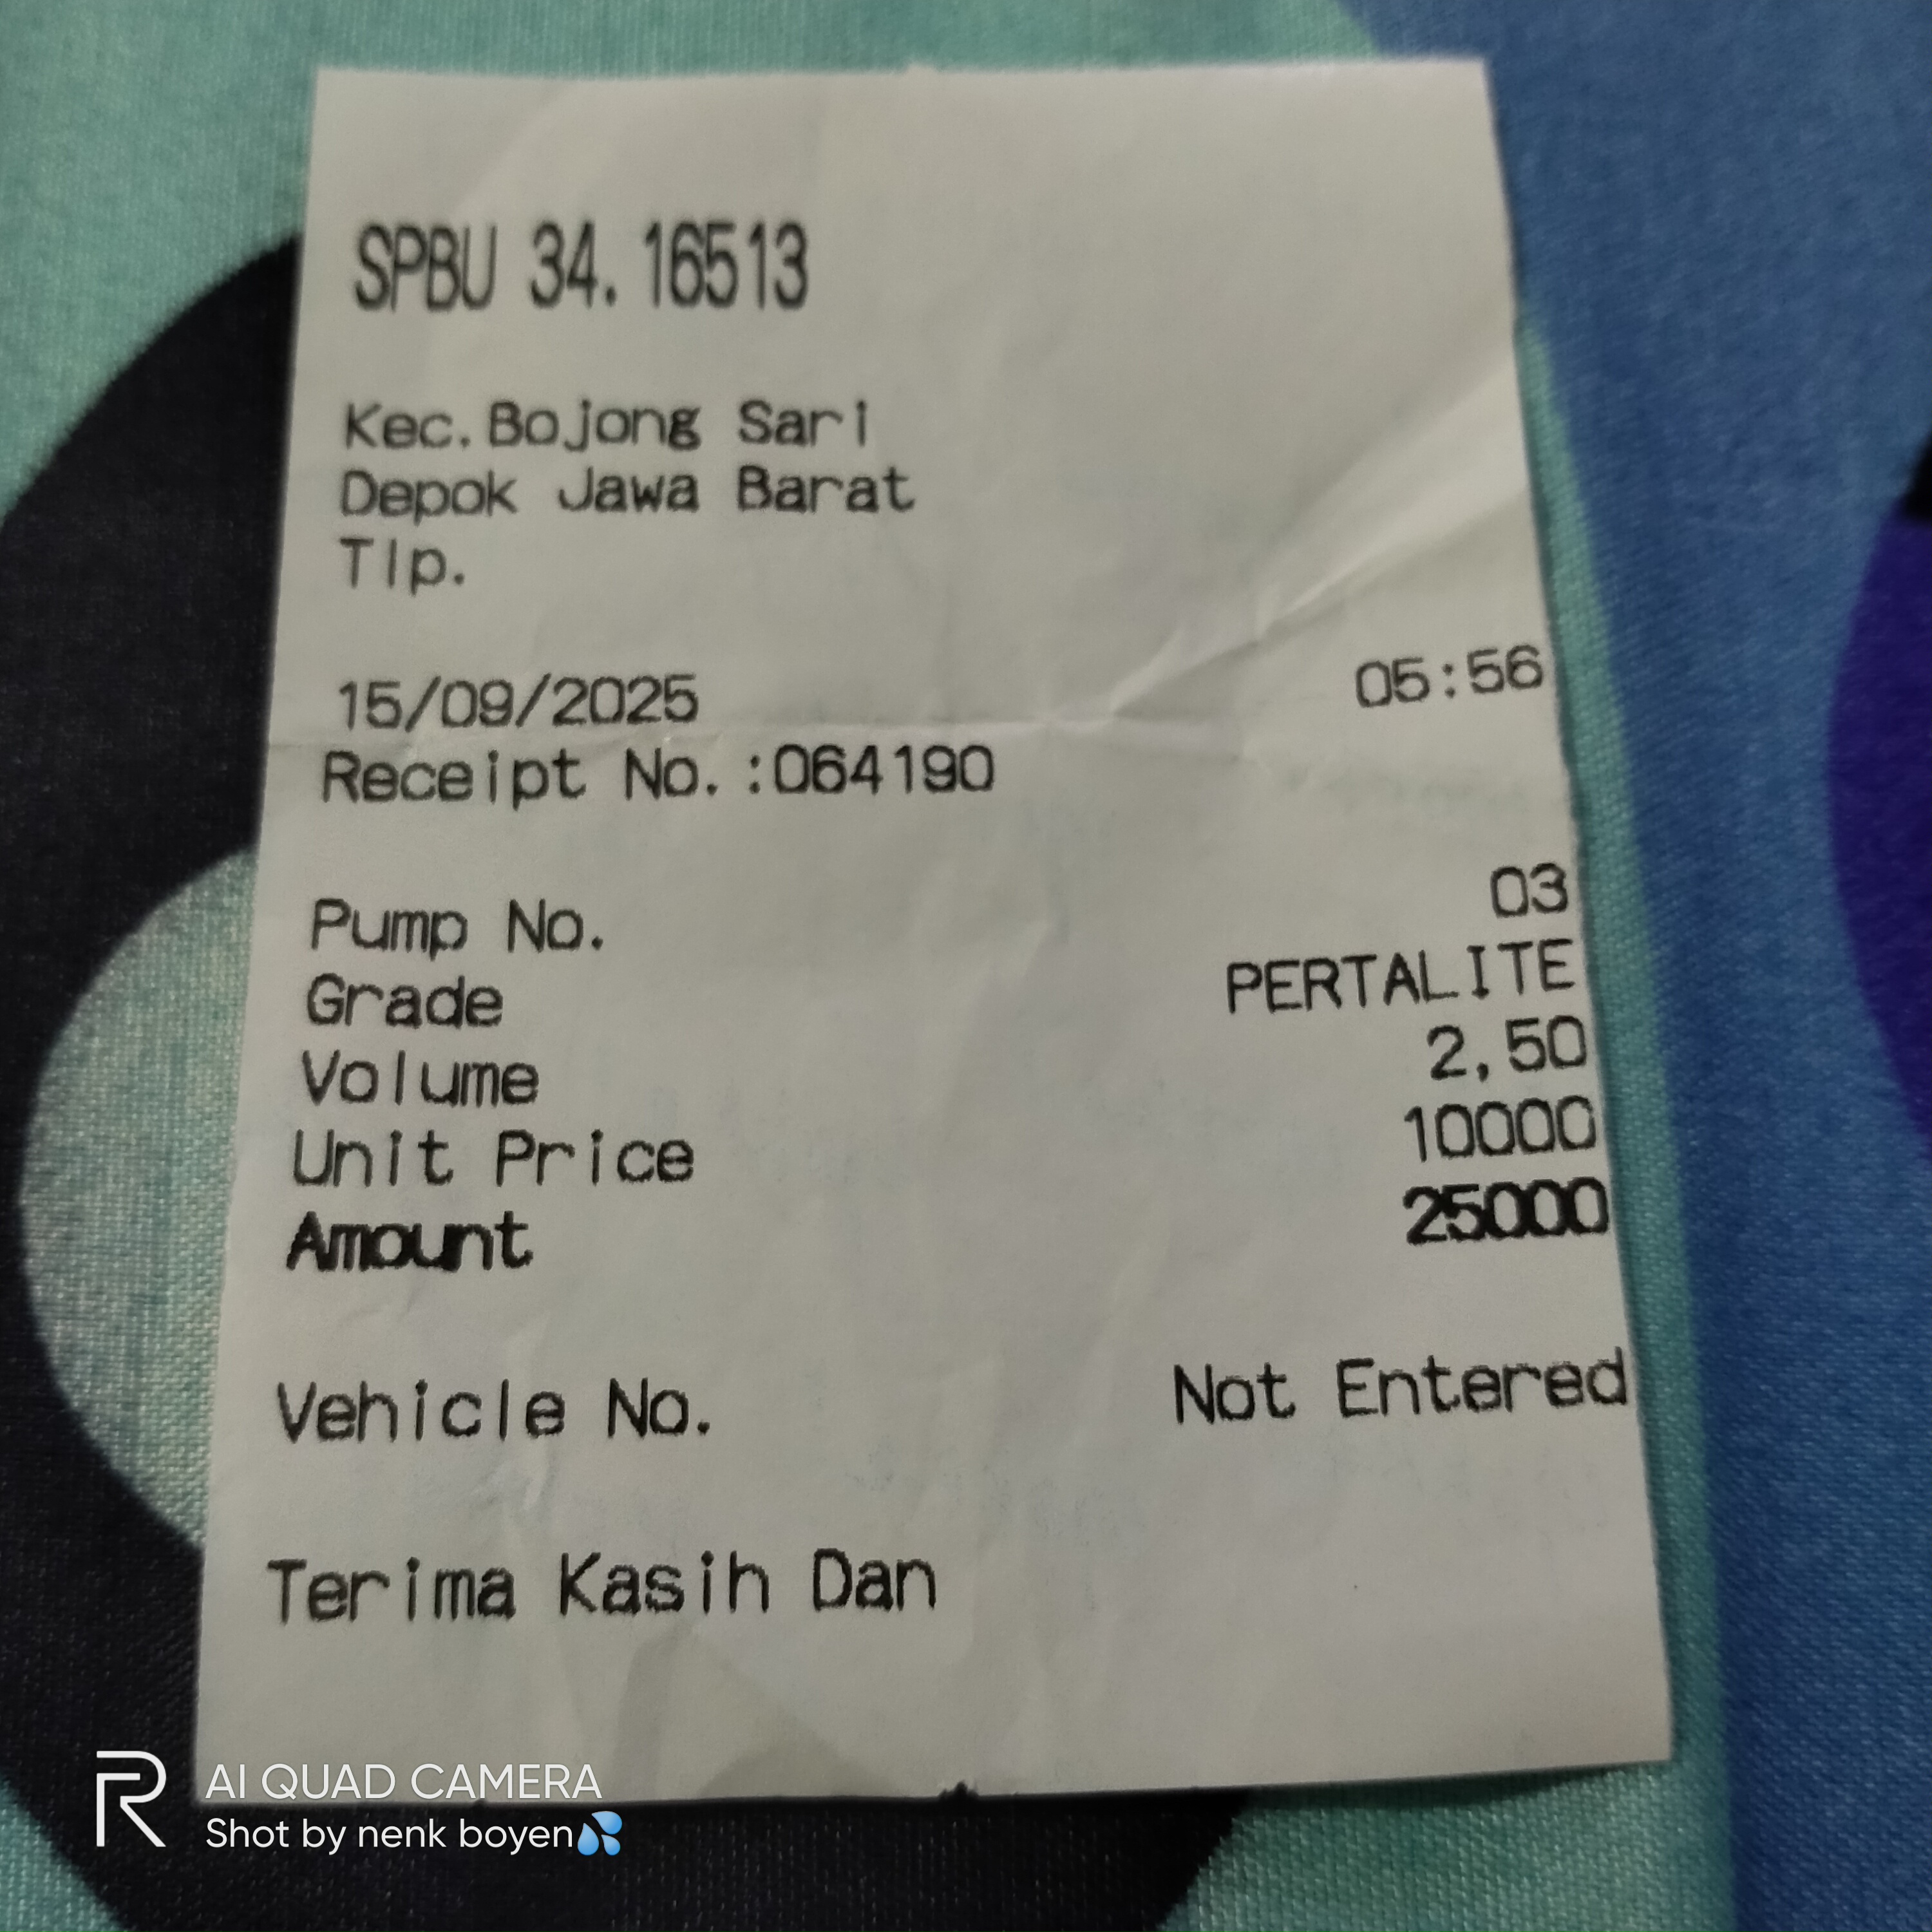 SPBU 34.16513
Kec.Bojong Sari
Depok Jawa Barat
Tlp.
15/09/2025 05:56
Receipt No.:064190
Pump No. 03
Grade PERTALITE
Volume 2,50
Unit Price 10000
Amount 25000
Vehicle No. Not Entered
Terima Kasih Dan
AI QUAD CAMERA
Shot by nenk boyen💦